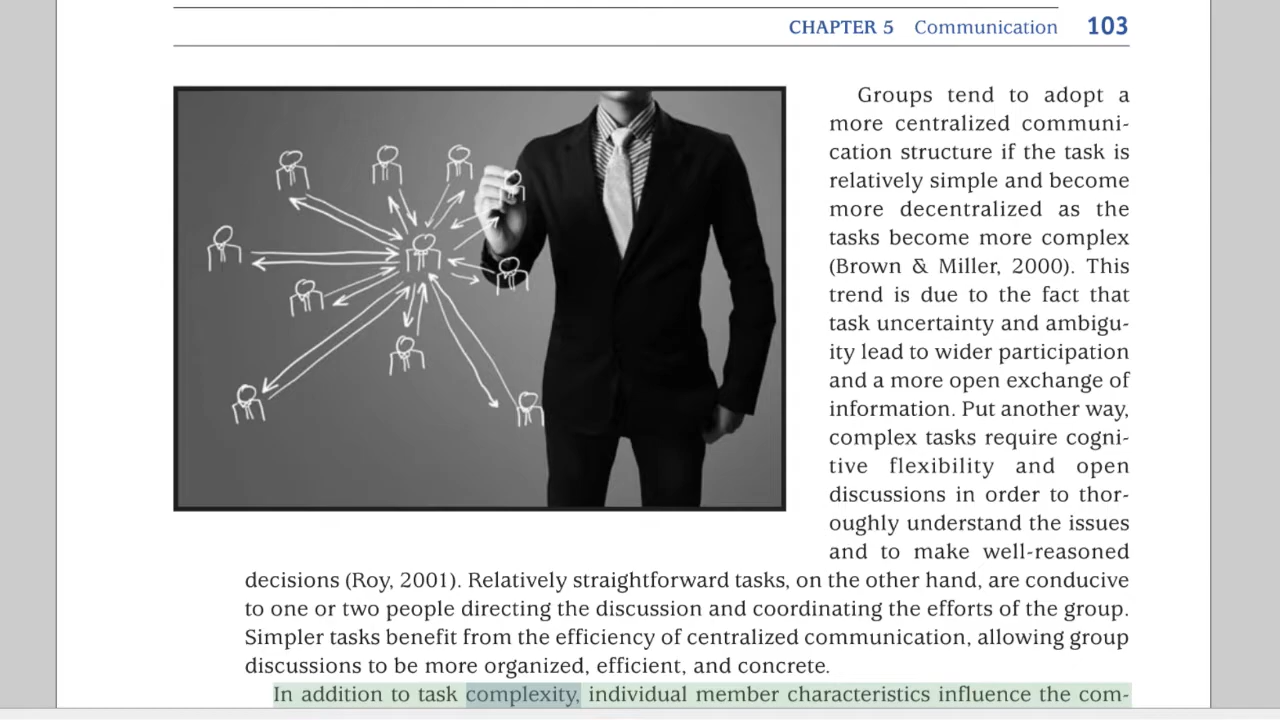 CHAPTER 5 Communication 103
Groups tend to adopt a
more centralized communi-
cation structure if the task is
relatively simple and become
more decentralized as the
tasks become more complex
(Brown & Miller, 2000). This
trend is due to the fact that
task uncertainty and ambigu-
ity lead to wider participation
and a more open exchange of
information. Put another way,
complex tasks require cogni-
tive flexibility and open
discussions in order to thor-
oughly understand the issues
and to make well-reasoned
decisions (Roy, 2001). Relatively straightforward tasks, on the other hand, are conducive
to one or two people directing the discussion and coordinating the efforts of the group.
Simpler tasks benefit from the efficiency of centralized communication, allowing group
discussions to be more organized, efficient, and concrete.
In addition to task complexity, individual member characteristics influence the com-